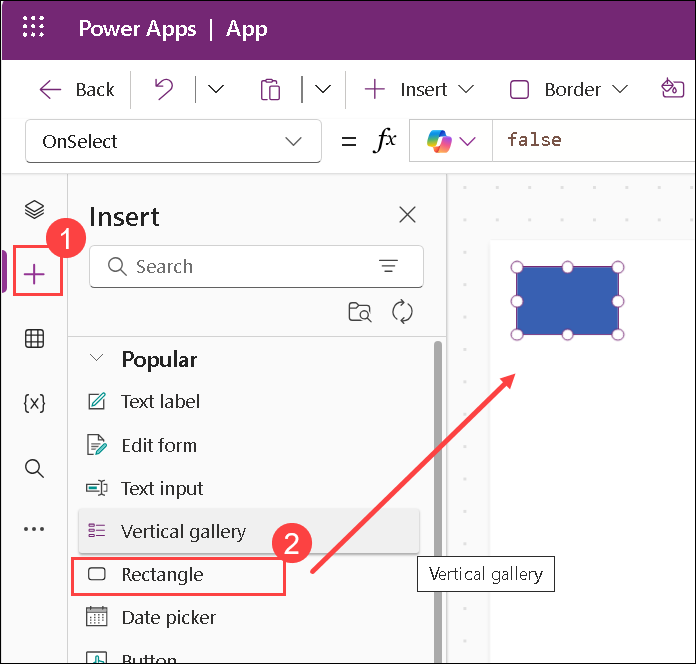 Power Apps | App
Back
Insert
Border
OnSelect
= fx
false
1
Insert
Search
Popular
Text label
Edit form
Text input
Vertical gallery
2
Rectangle
Vertical gallery
Date picker
Button